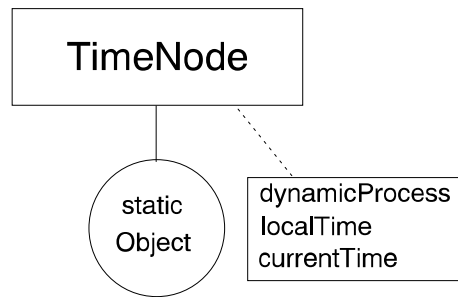 TimeNode
static
Object
dynamicProcess
localTime
currentTime